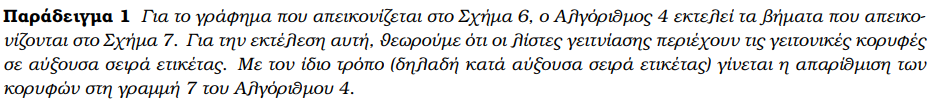 Παράδειγμα 1 Για το γράφημα που απεικονίζεται στο Σχήμα 6, ο Αλγόριθμος 4 εκτελεί τα βήματα που απεικο-
νίζονται στο Σχήμα 7. Για την εκτέλεση αυτή, θεωρούμε ότι οι λίστες γειτνίασης περιέχουν τις γειτονικές κορυφές
σε αύξουσα σειρά ετικέτας. Με τον ίδιο τρόπο (δηλαδή κατά αύξουσα σειρά ετικέτας) γίνεται η απαρίθμιση των
κορυφών στη γραμμή 7 του Αλγόριθμου 4.